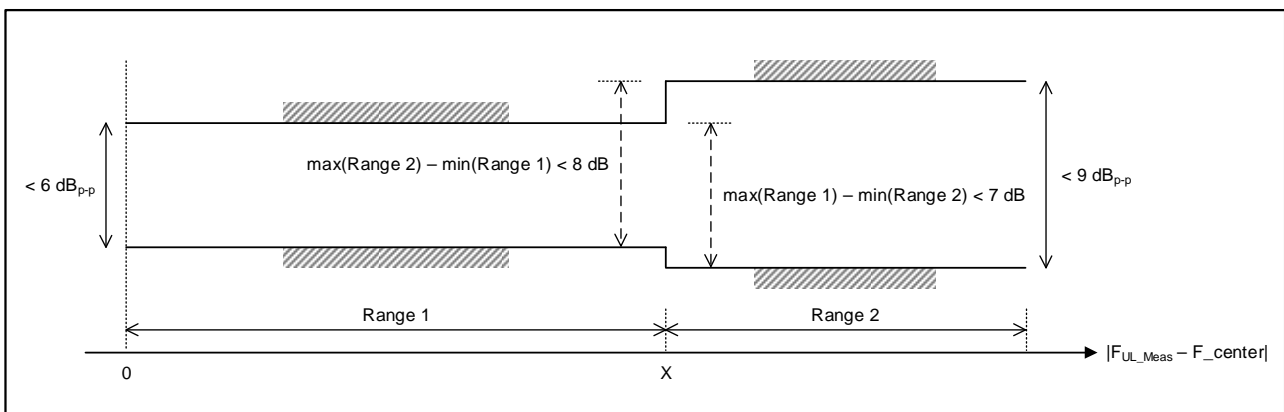 max(Range 2) – min(Range 1) < 8 dB
< 6 dBp-p
max(Range 1) – min(Range 2) < 7 dB
< 9 dBp-p
Range 1
Range 2
|FUL_Meas – F_center|
0
X